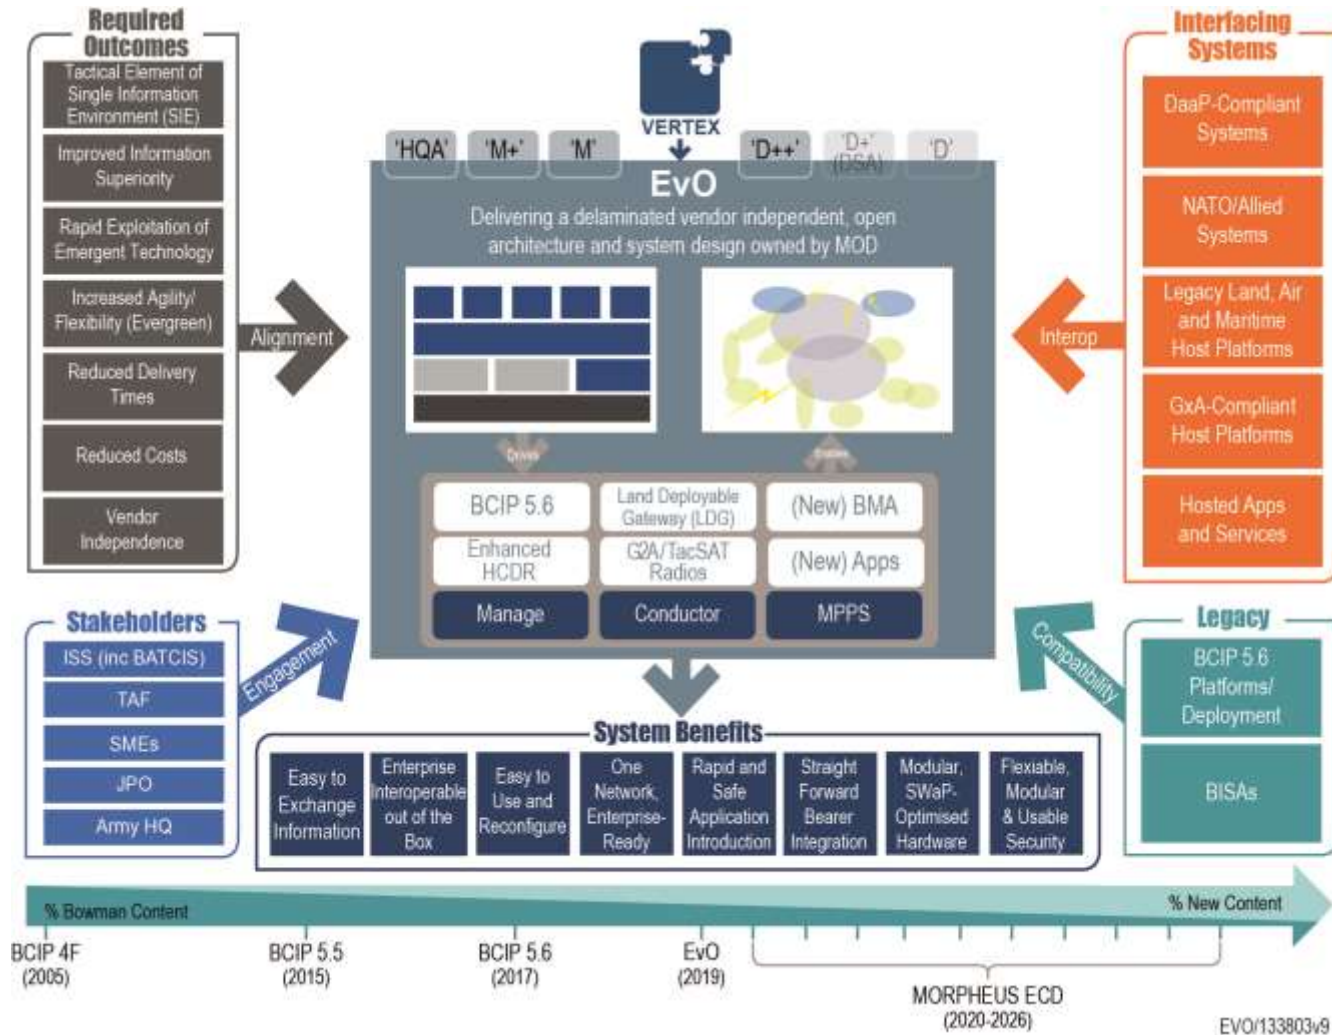 Required
Outcomes
Tactical Element of
Single Information
Environment (SIE)
Improved Information
Superiority
Rapid Exploitation of
Emergent Technology
Increased Agility/
Flexibility (Evergreen)
Reduced Delivery
Times
Reduced Costs
Vendor
Independence
Alignment
Stakeholders
ISS (inc BATCIS)
TAF
SMEs
JPO
Army HQ
Engagement
VERTEX
'HQA'
'M+'
'M'
'D++'
'D+'
(DSA)
'D'
EvO
Delivering a delaminated vendor independent, open
architecture and system design owned by MOD
Drives
Enables
BCIP 5.6
Land Deployable
Gateway (LDG)
(New) BMA
Enhanced
HCDR
G2A/TacSAT
Radios
(New) Apps
Manage
Conductor
MPPS
Interfacing
Systems
DaaP-Compliant
Systems
NATO/Allied
Systems
Legacy Land, Air
and Maritime
Host Platforms
GxA-Compliant
Host Platforms
Hosted Apps
and Services
Interop
Legacy
BCIP 5.6
Platforms/
Deployment
BISAs
Compatibility
System Benefits
Easy to
Exchange
Information
Enterprise
Interoperable
out of the
Box
Easy to
Use and
Reconfigure
One
Network,
Enterprise-
Ready
Rapid and
Safe
Application
Introduction
Straight
Forward
Bearer
Integration
Modular,
SWaP-
Optimised
Hardware
Flexiable,
Modular
& Usable
Security
% Bowman Content
% New Content
BCIP 4F
(2005)
BCIP 5.5
(2015)
BCIP 5.6
(2017)
EvO
(2019)
MORPHEUS ECD
(2020-2026)
EVO/133803v9